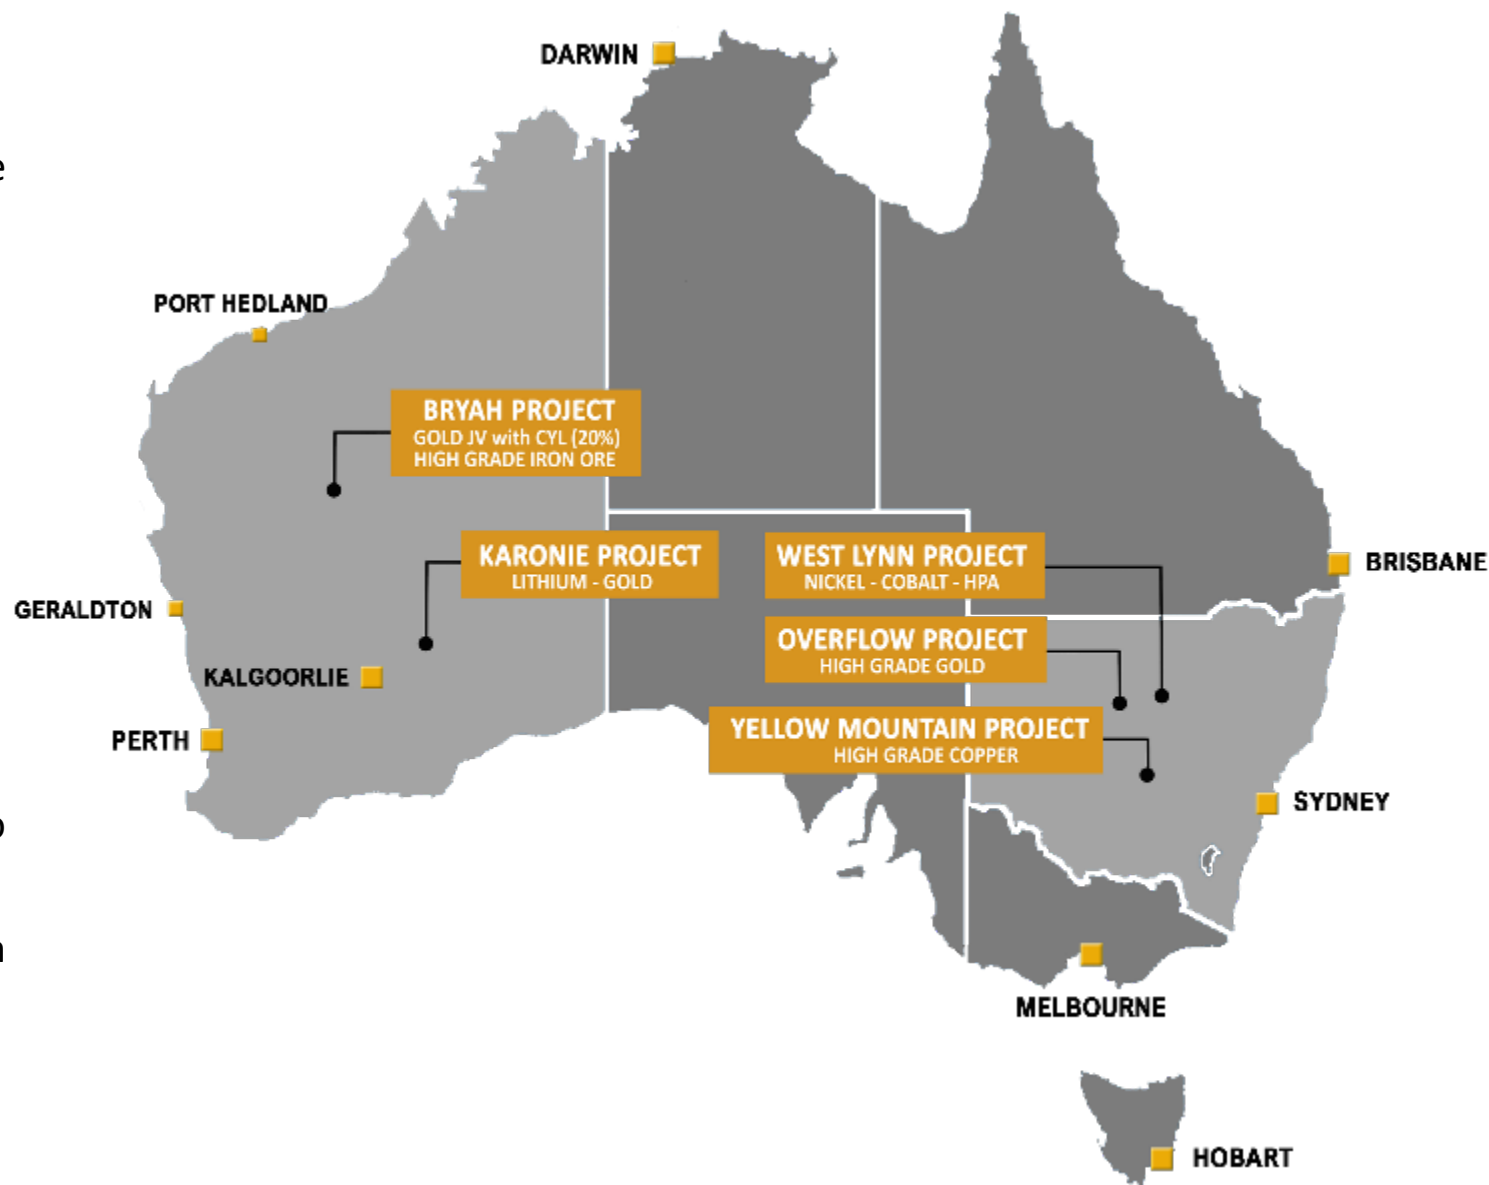 DARWIN
e
PORT HEDLAND
BRYAH PROJECT
GOLD JV with CYL (20%)
HIGH GRADE IRON ORE
KARONIE PROJECT
LITHIUM - GOLD
WEST LYNN PROJECT
NICKEL - COBALT - HPA
BRISBANE
GERALDTON
OVERFLOW PROJECT
HIGH GRADE GOLD
KALGOORLIE
PERTH
YELLOW MOUNTAIN PROJECT
HIGH GRADE COPPER
SYDNEY
MELBOURNE
HOBART